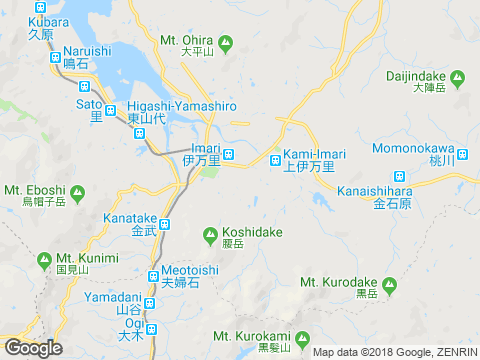 Kubara
久原
Mt. Ohira
大平山
Naruishi
鳴石
Daijindake
大陣岳
Sato
里
Higashi-Yamashiro
東山代
Imari
伊万里
Kami-Imari
上伊万里
Momonokawa
桃川
Mt. Eboshi
烏帽子岳
Kanaishihara
金石原
Kanatake
金武
Koshidake
腰岳
Mt. Kunimi
国見山
Meotoishi
夫婦石
Mt. Kurodake
黒岳
Yamadani
山谷
Ogi
大木
Mt. Kurokami
黒髪山
Google
Map data ©2018 Google, ZENRIN